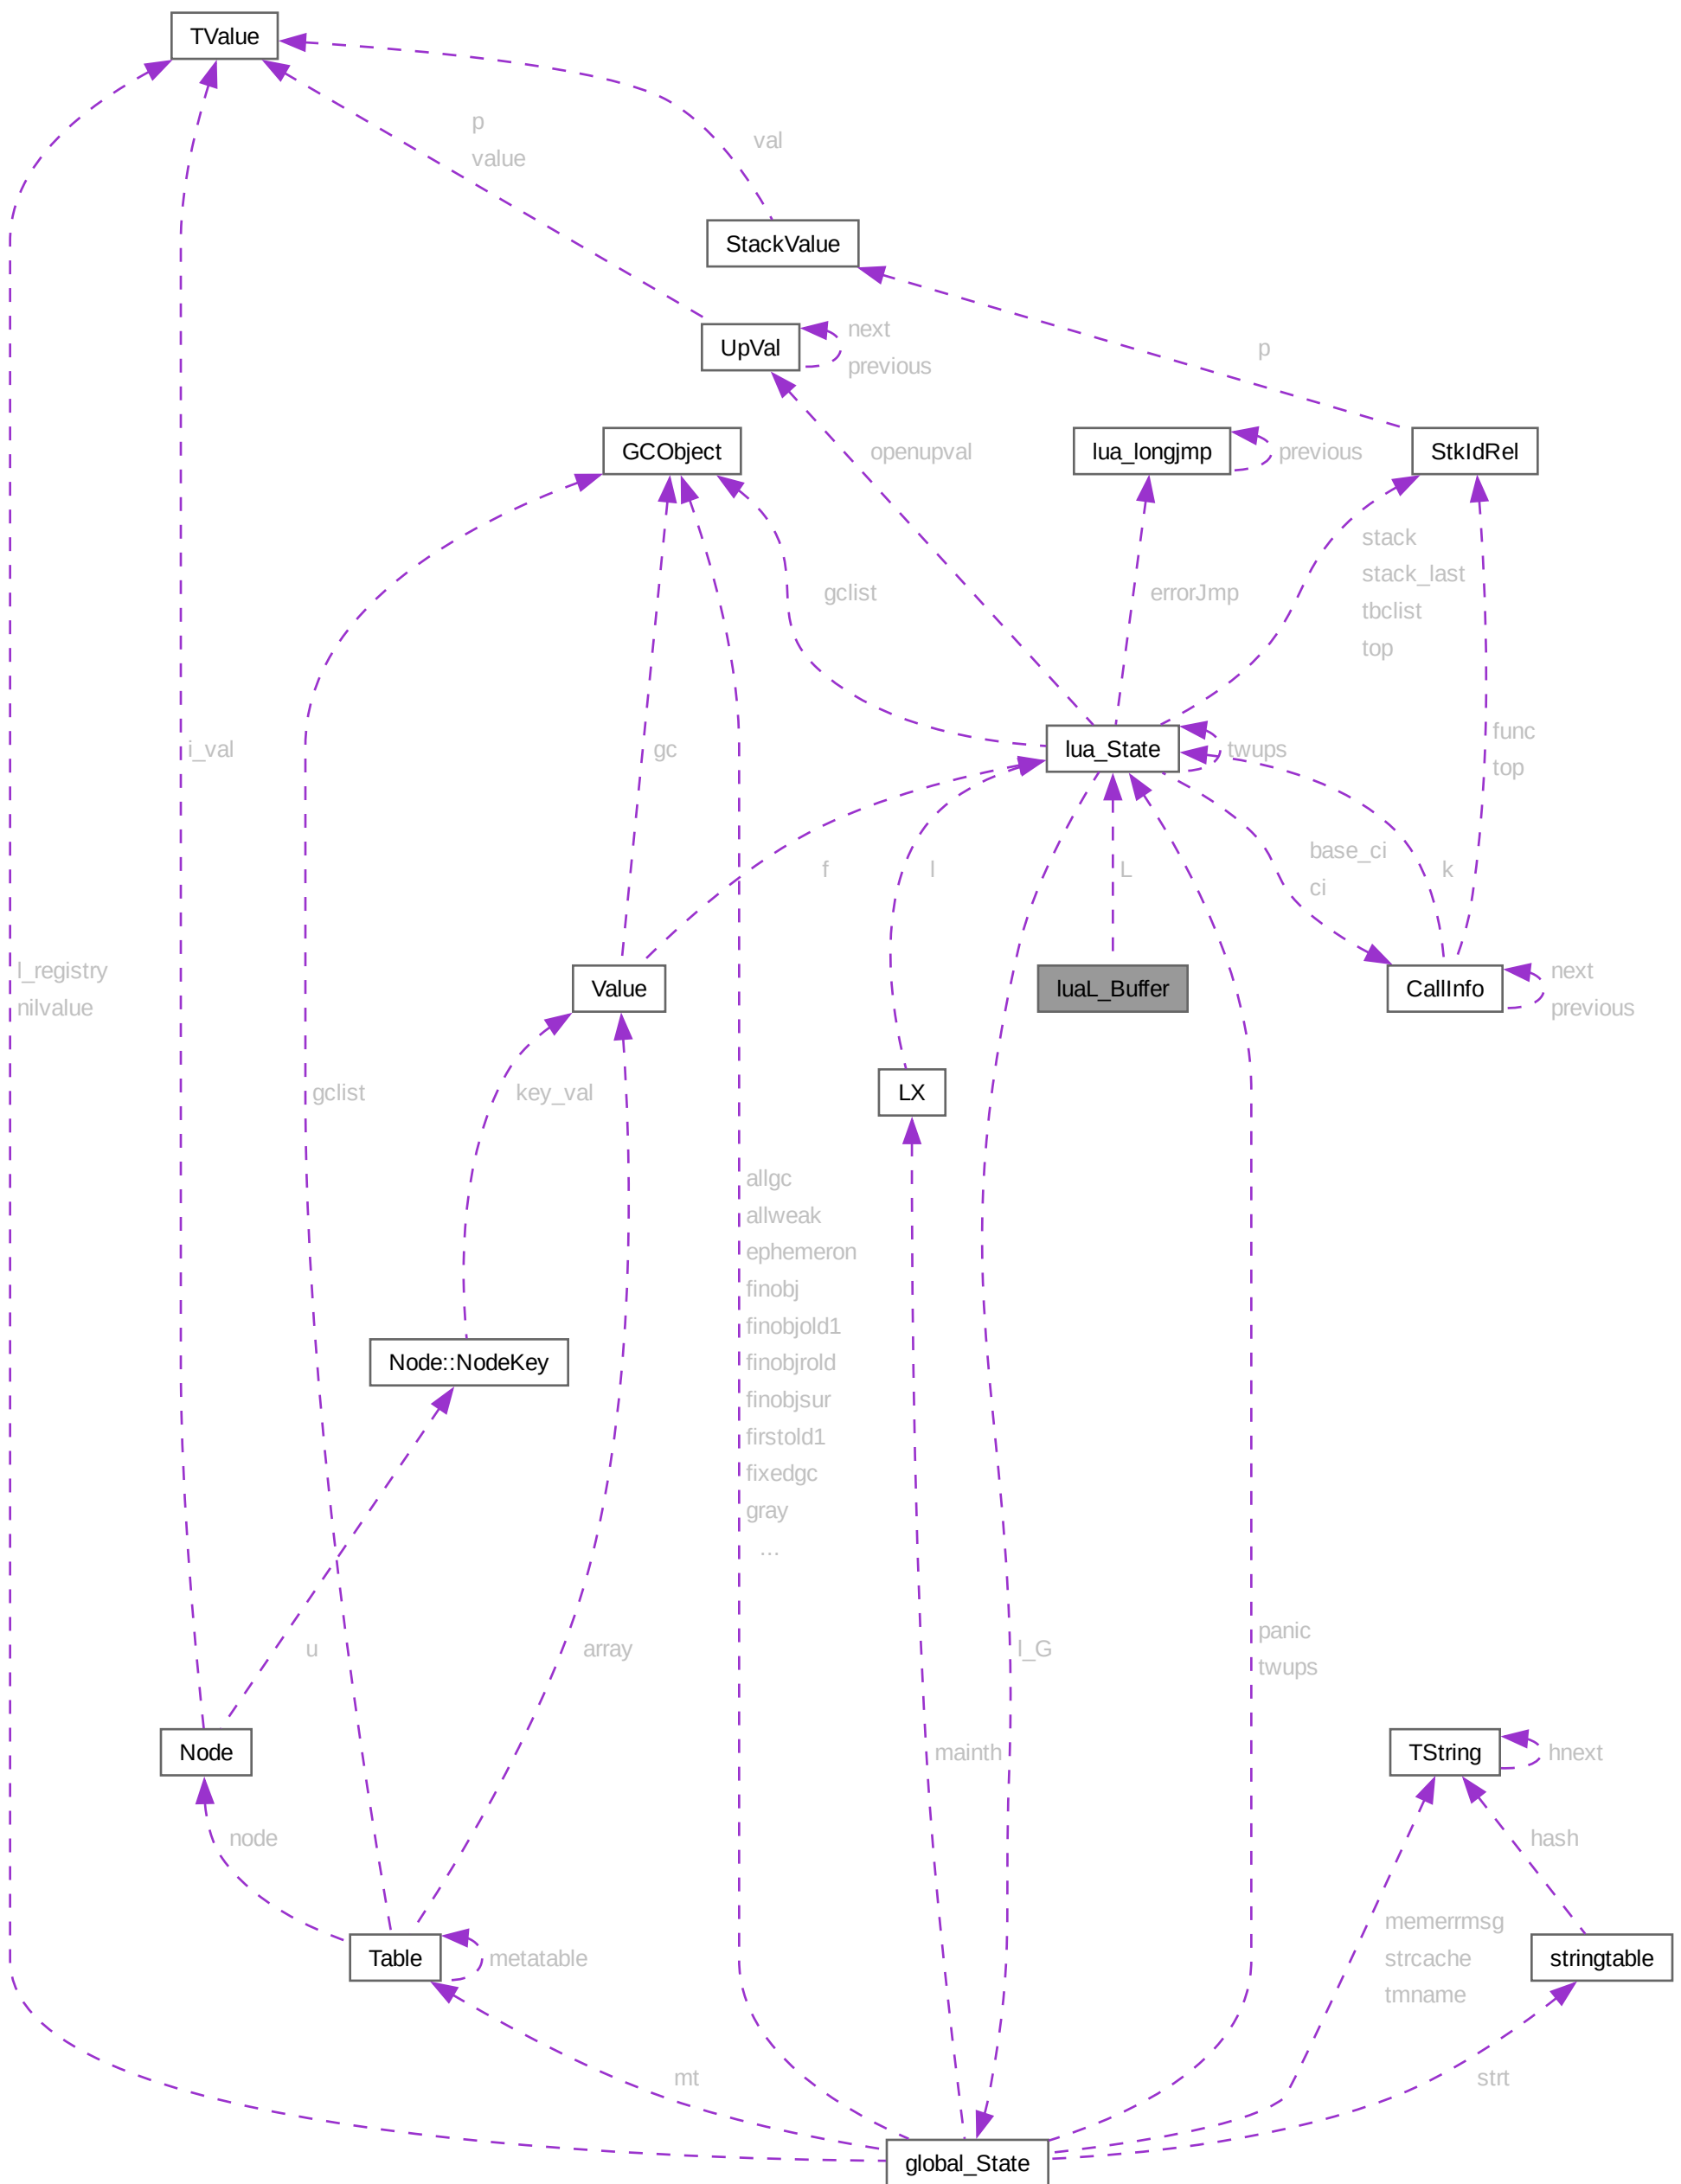 TValue
p
value
val
StackValue
UpVal
next
previous
p
GCObject
openupval
lua_longjmp
previous
StkIdRel
stack
stack_last
tbclist
top
gclist
errorJmp
i_val
gc
lua_State
twups
func
top
f
l
L
base_ci
ci
k
l_registry
nilvalue
Value
luaL_Buffer
CallInfo
next
previous
gclist
key_val
LX
allgc
allweak
ephemeron
finobj
finobjold1
finobjrold
finobjsur
firstold1
fixedgc
gray
...
Node::NodeKey
u
array
l_G
panic
twups
Node
mainth
TString
hnext
node
hash
Table
metatable
memerrmsg
strcache
tmname
stringtable
mt
strt
global_State